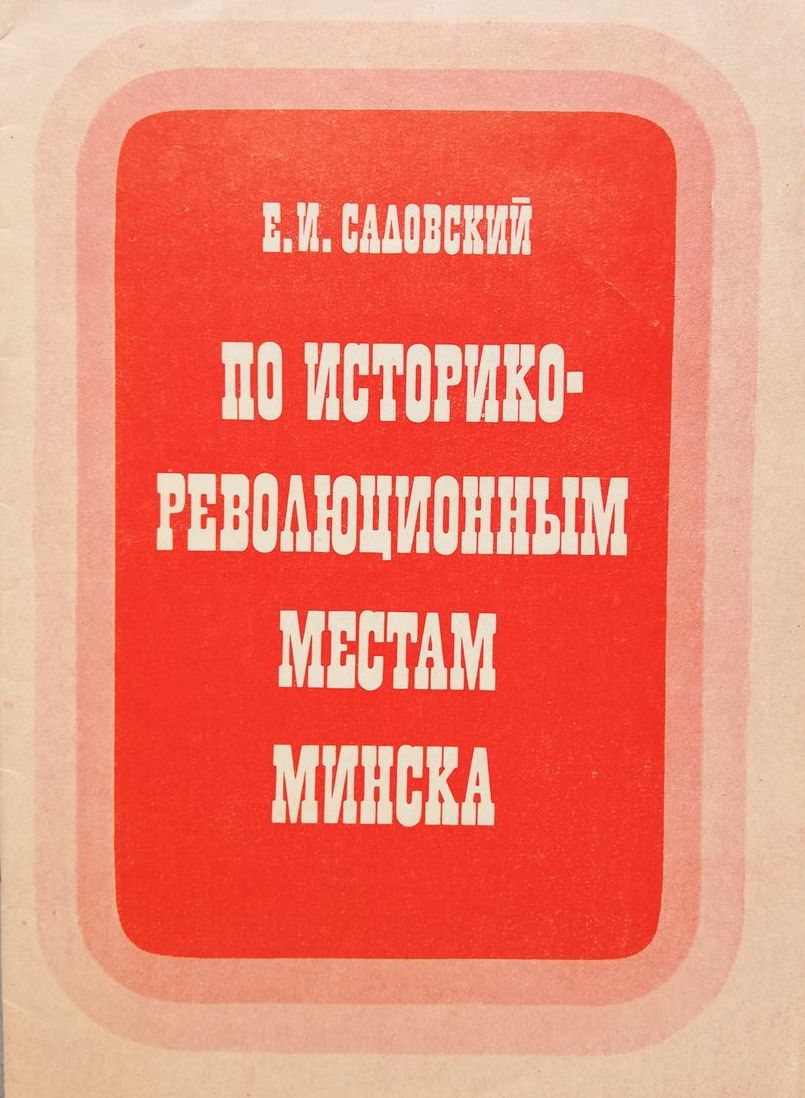 Е.И. САДОВСКИЙ
ПО ИСТОРИКО-
РЕВОЛЮЦИОННЫМ
МЕСТАМ
МИНСКА